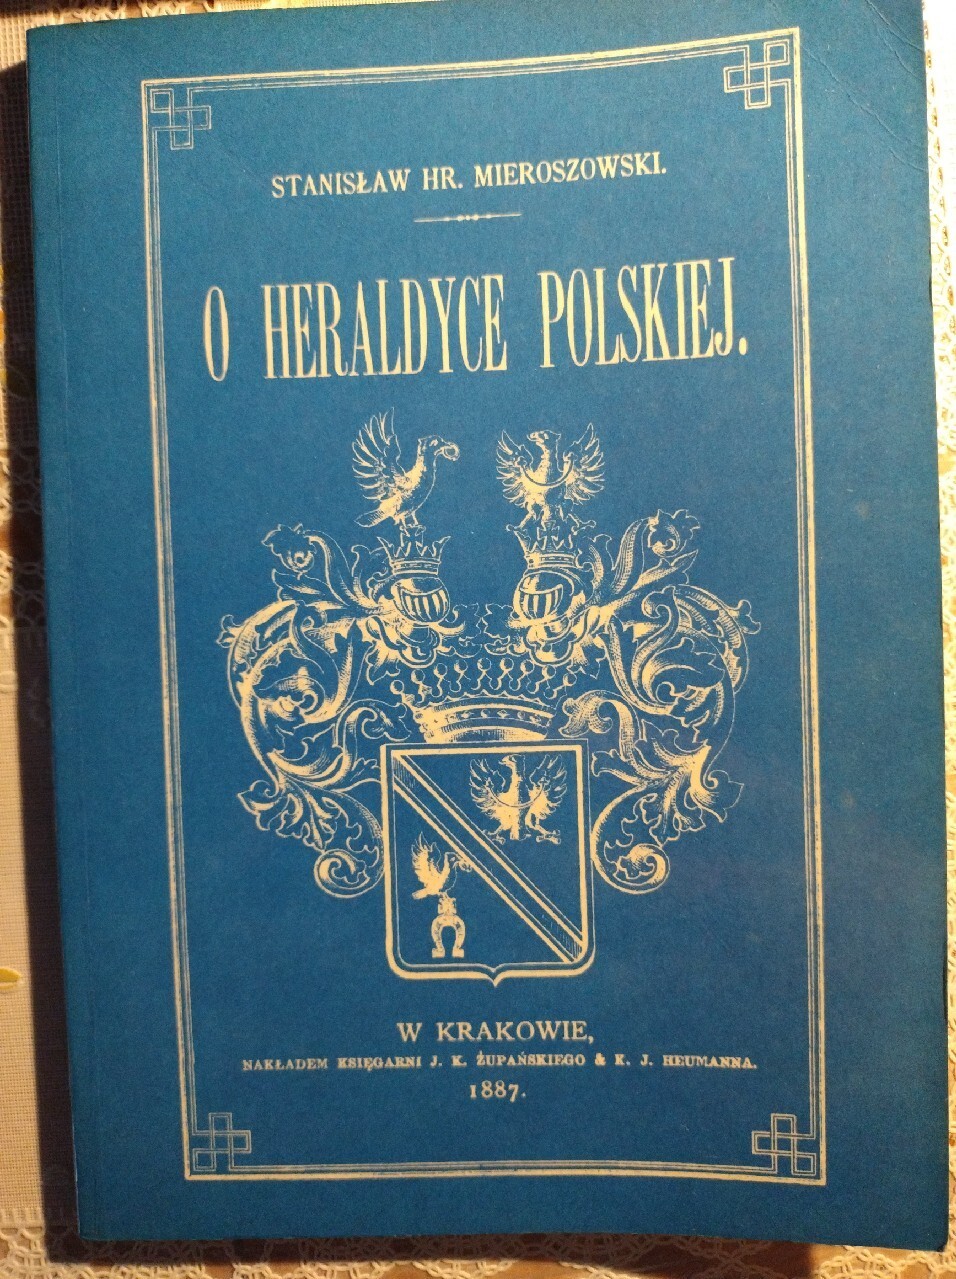 STANISŁAW HR. MIEROSZOWSKI.
O HERALDYCE POLSKIEJ.
W KRAKOWIE,
NAKŁADEM KSIĘGARNI J. K. ŻUPAŃSKIEGO & K. J. HEUMANNA.
1887.